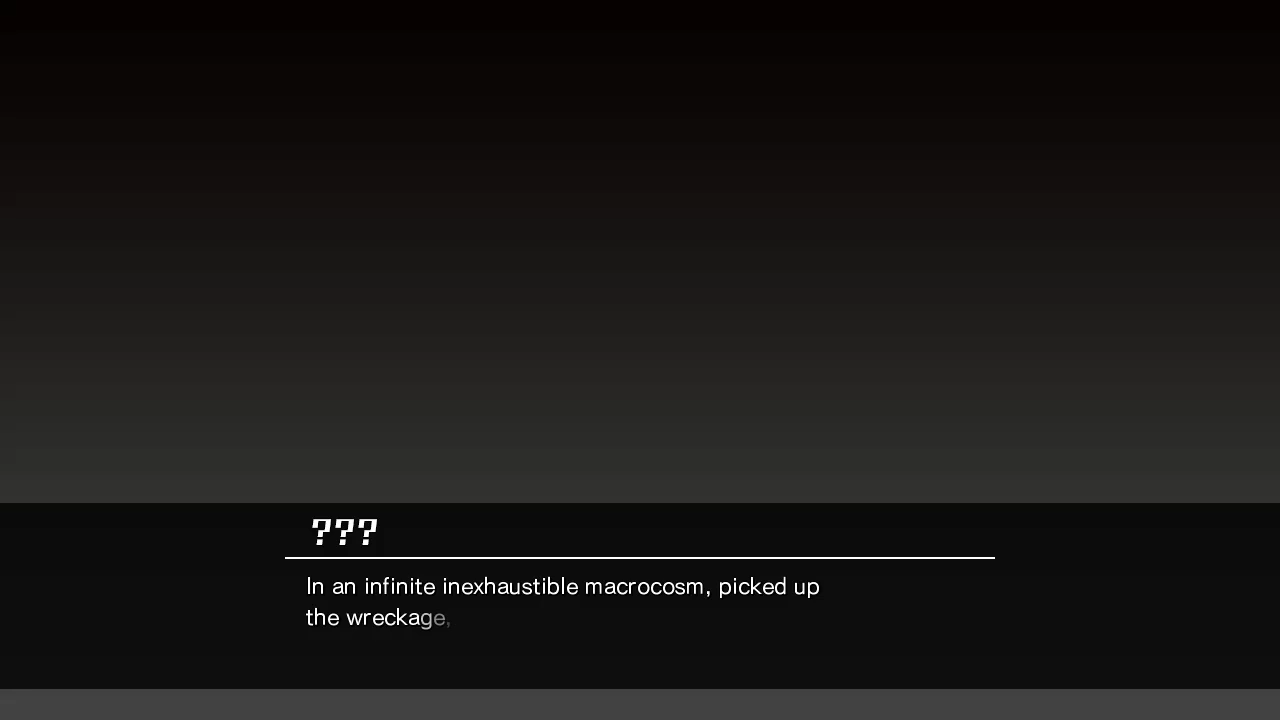 ???
In an infinite inexhaustible macrocosm, picked up
the wreckage,